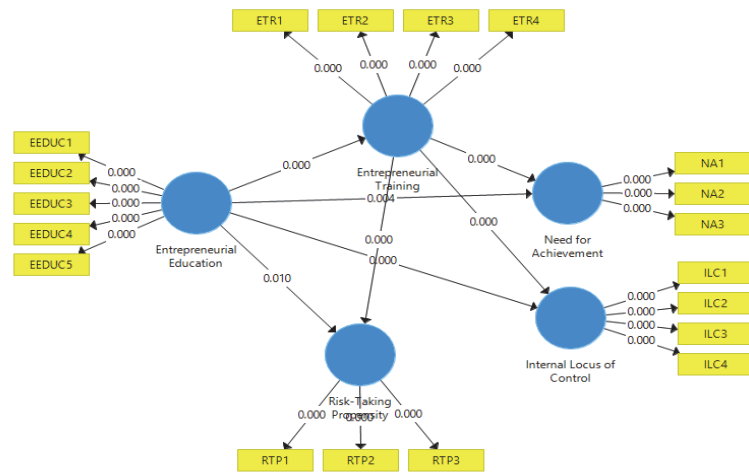 ETR1
ETR2
ETR3
ETR4
0.000
0.000
0.000
0.000
EEDUC1
EEDUC2
EEDUC3
EEDUC4
EEDUC5
0.000
0.000
0.000
0.000
0.000
Entrepreneurial
Education
0.000
Entrepreneurial
Training
0.000
0.004
0.000
0.000
0.000
0.010
Need for
Achievement
0.000
0.000
0.000
NA1
NA2
NA3
Internal Locus of
Control
0.000
0.000
0.000
0.000
ILC1
ILC2
ILC3
ILC4
Risk-Taking
Propensity
0.000
0.000
0.000
RTP1
RTP2
RTP3